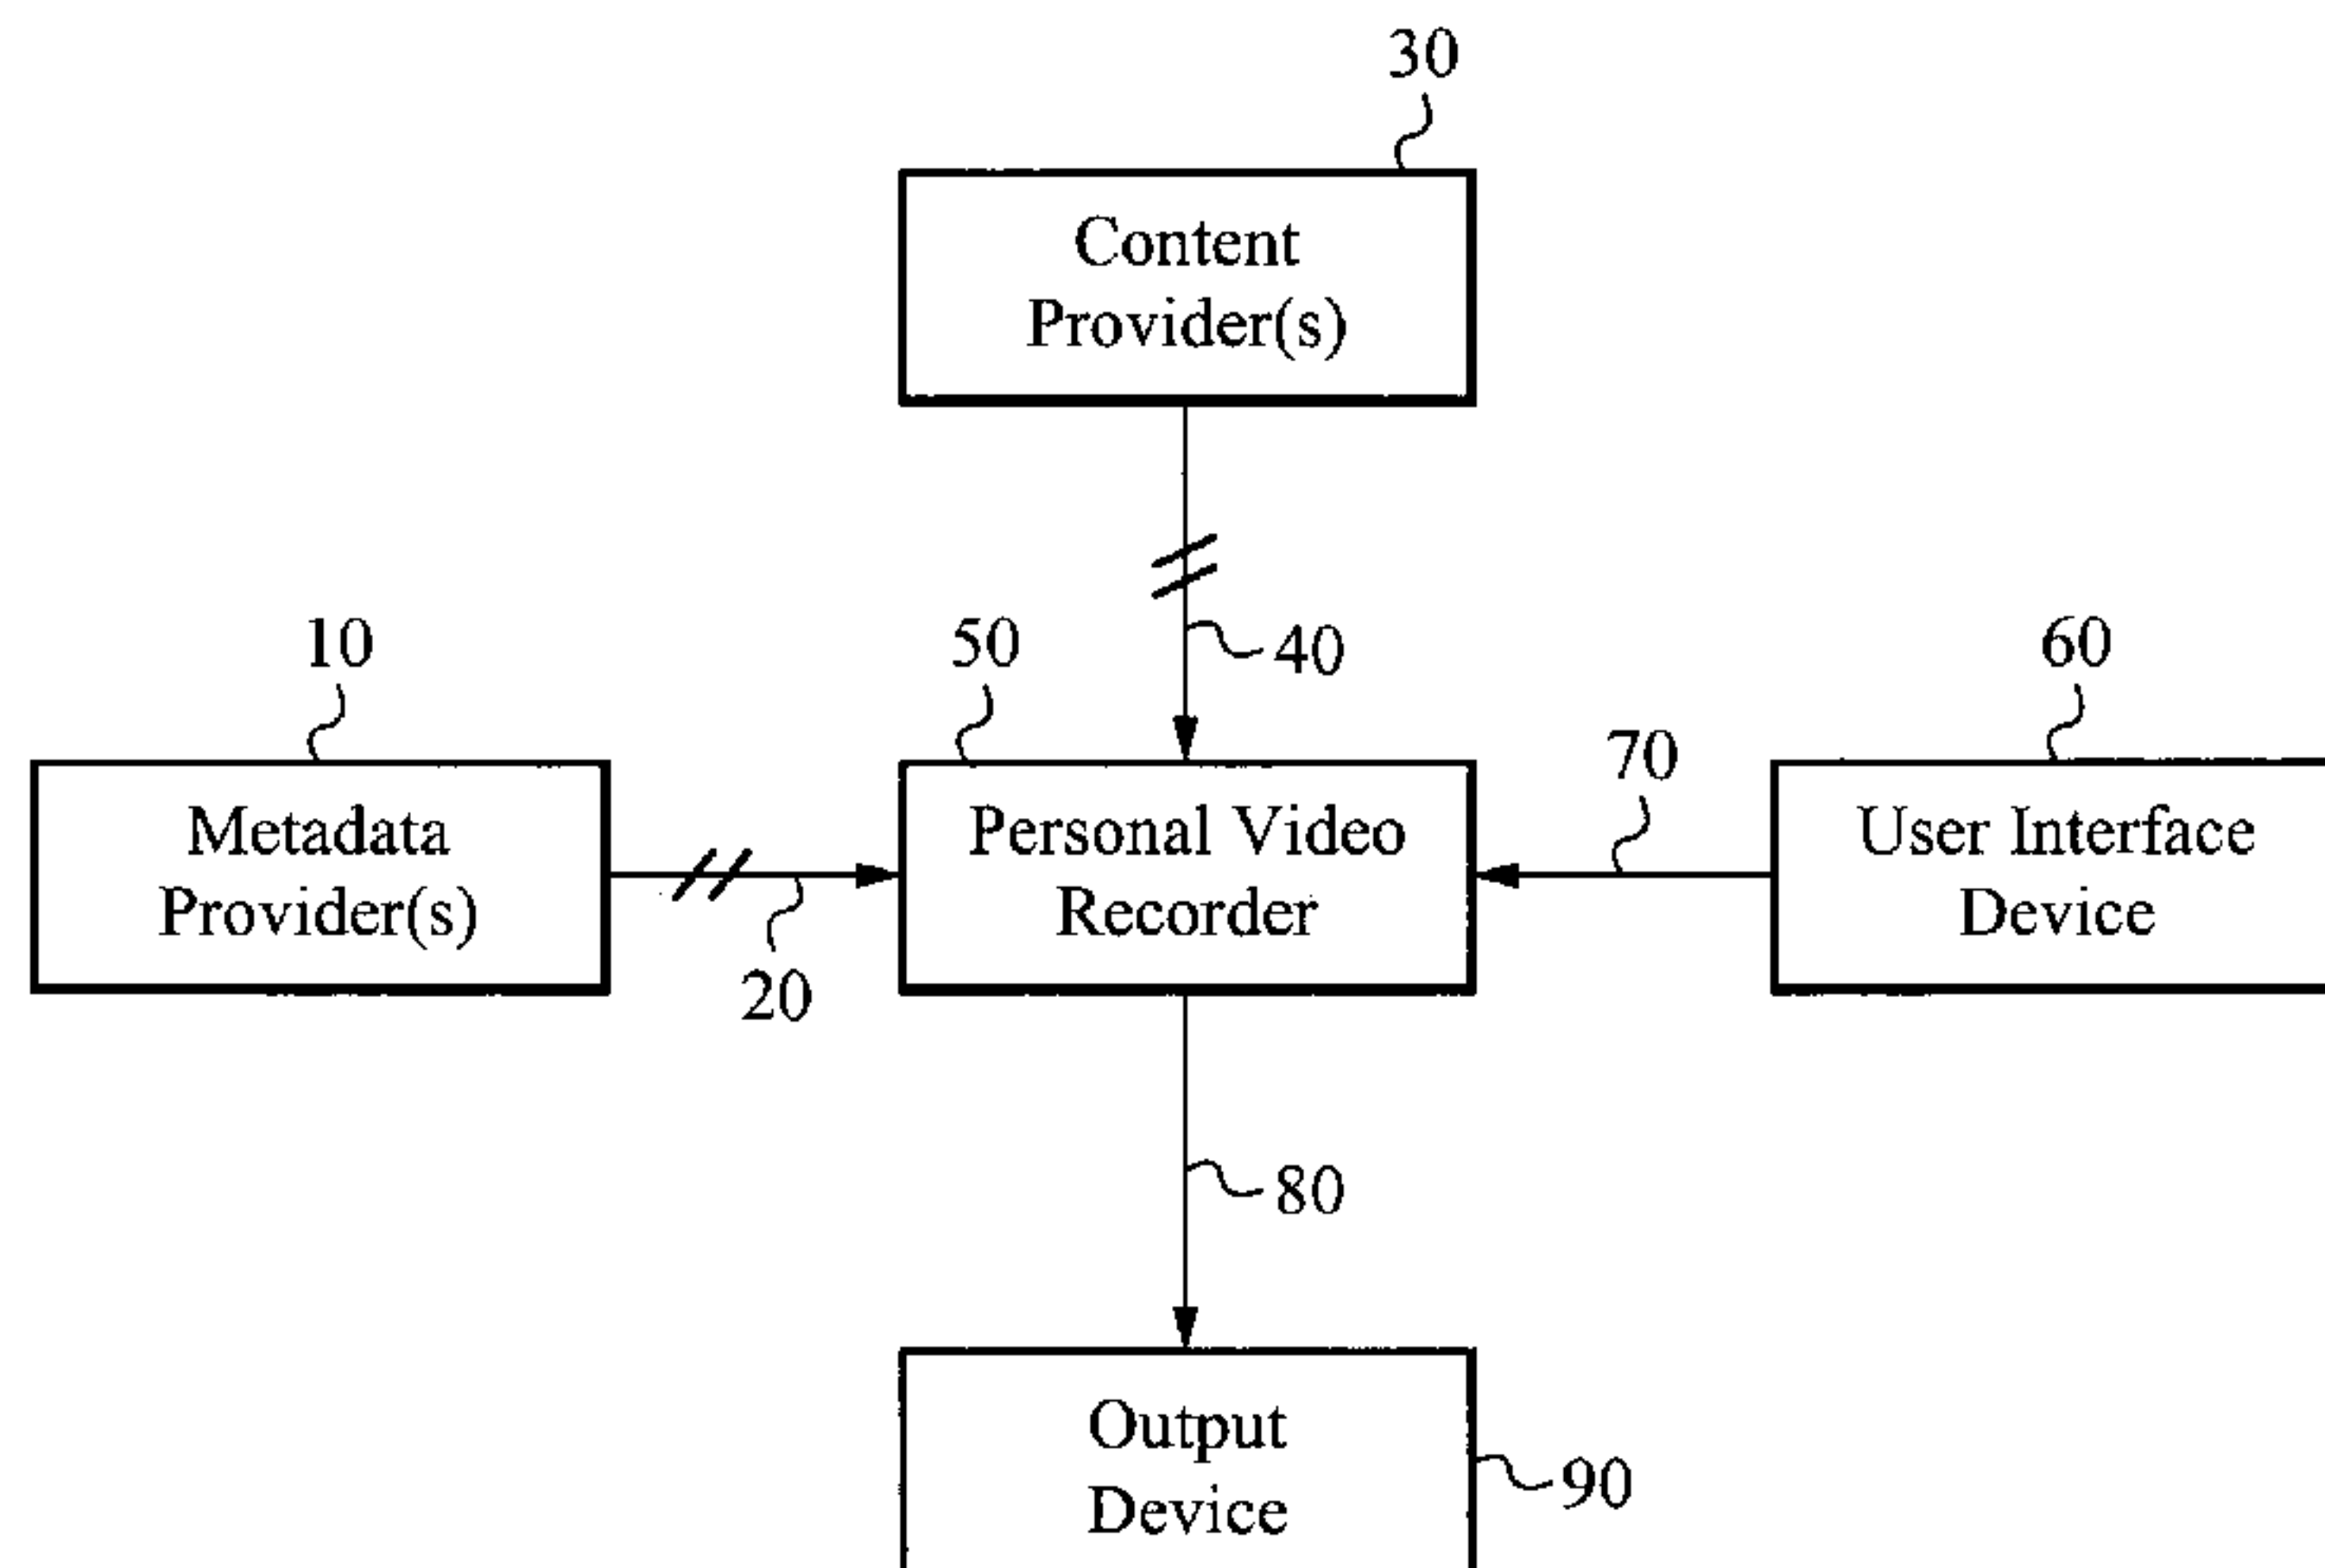 30
Content
Provider(s)
40
10
50
60
70
Metadata
Provider(s)
Personal Video
Recorder
User Interface
Device
20
80
Output
Device
90